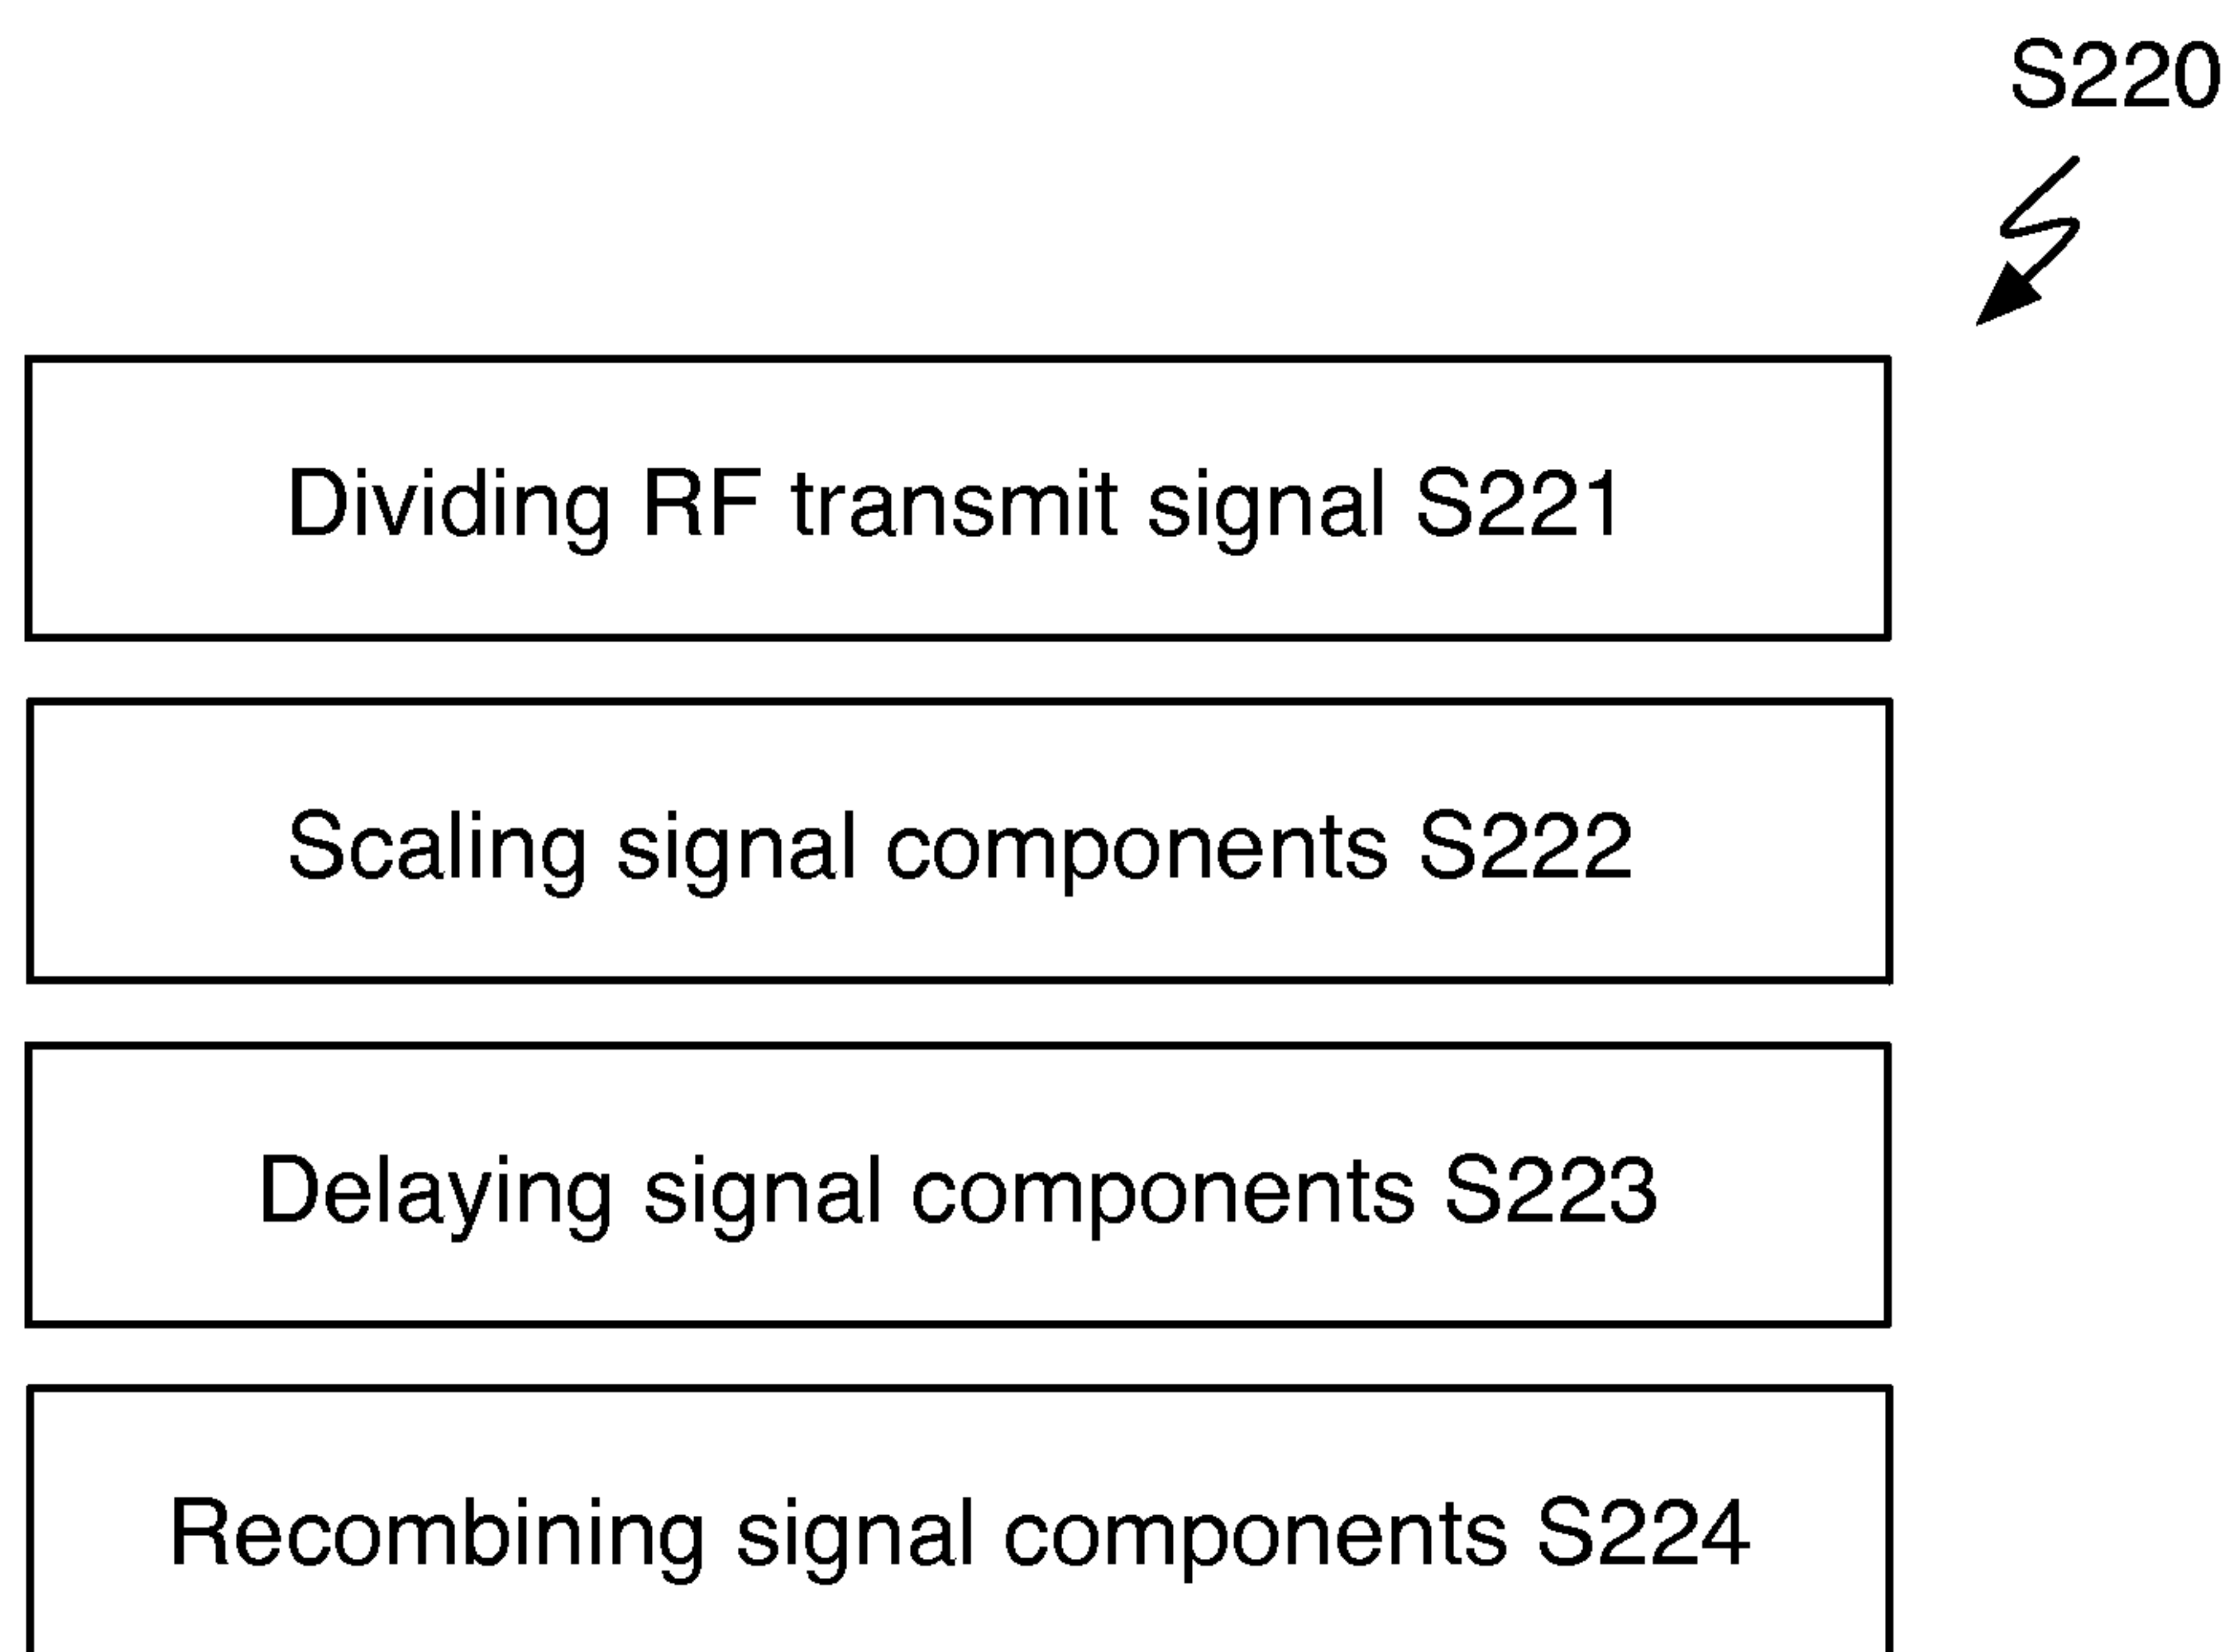 S220
Dividing RF transmit signal S221
Scaling signal components S222
Delaying signal components S223
Recombining signal components S224